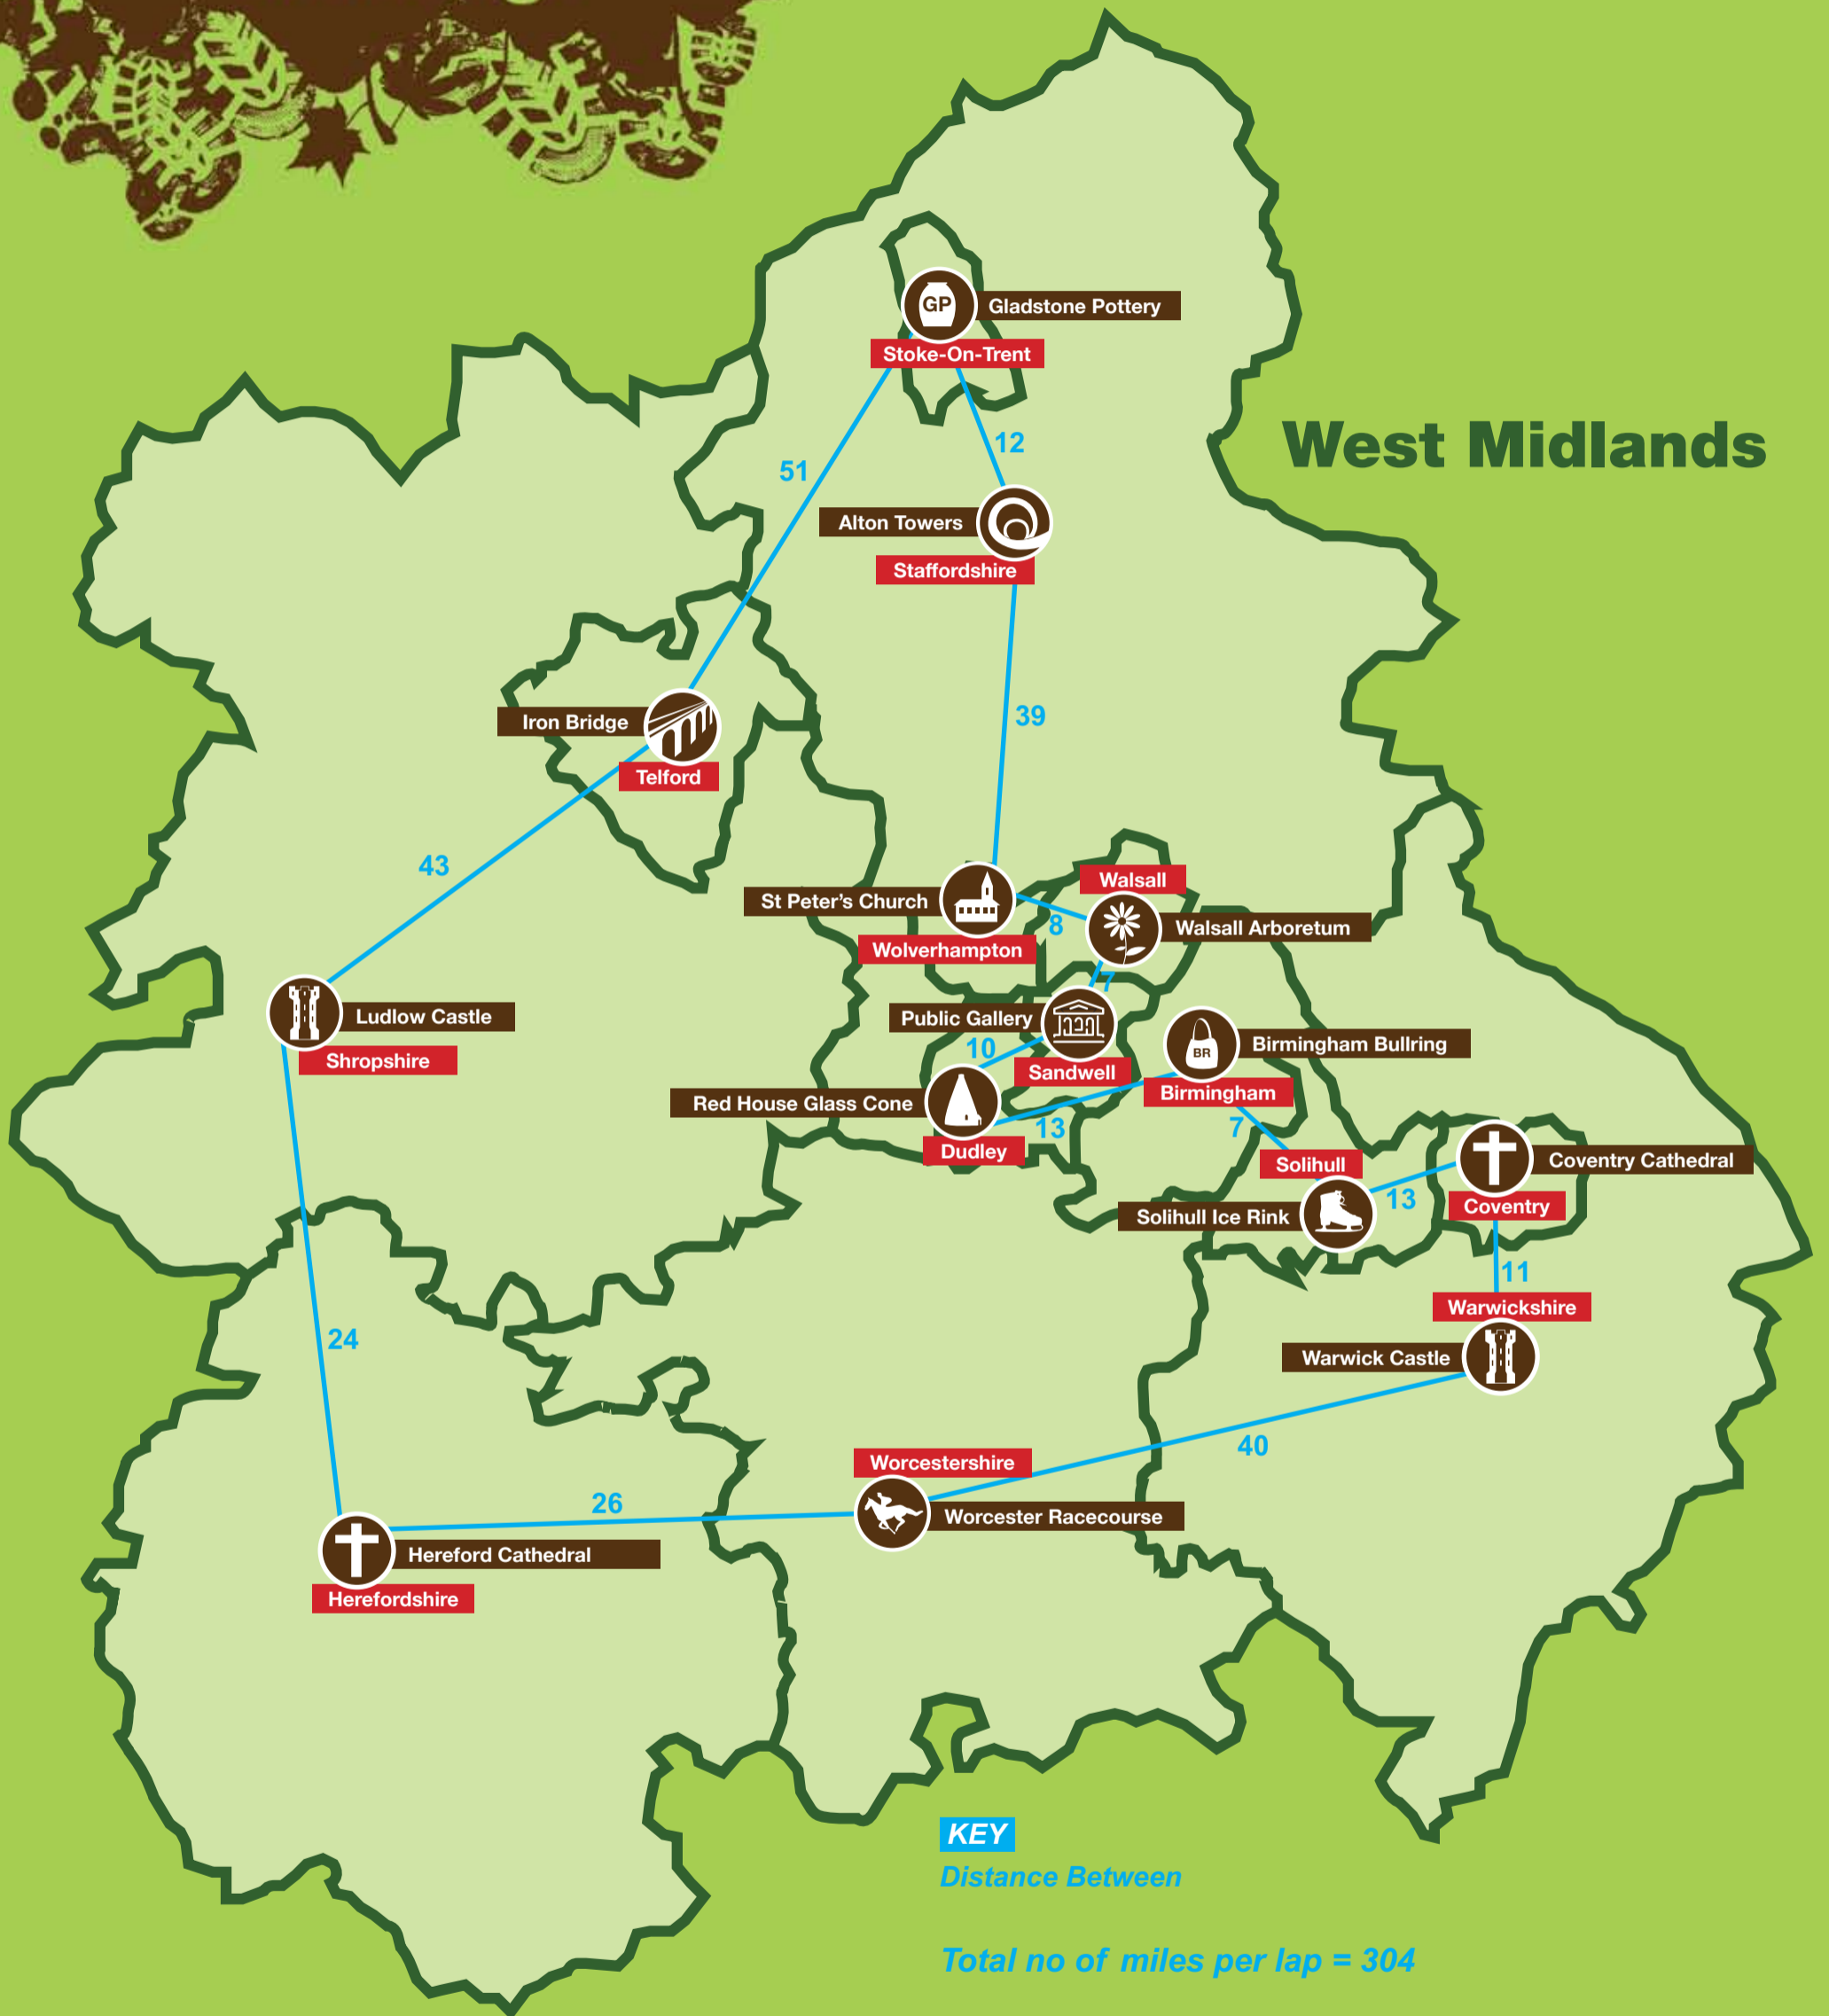 GP
Gladstone Pottery
Stoke-On-Trent
West Midlands
12
51
Alton Towers
Staffordshire
39
Iron Bridge
Telford
43
Walsall
St Peter's Church
8
Walsall Arboretum
Wolverhampton
7
Ludlow Castle
Shropshire
Public Gallery
10
Sandwell
BR
Birmingham Bullring
Birmingham
Red House Glass Cone
13
7
Dudley
Solihull
Coventry Cathedral
Solihull Ice Rink
13
Coventry
11
Warwickshire
24
Warwick Castle
40
Worcestershire
26
Worcester Racecourse
Hereford Cathedral
Herefordshire
KEY
Distance Between
Total no of miles per lap = 304